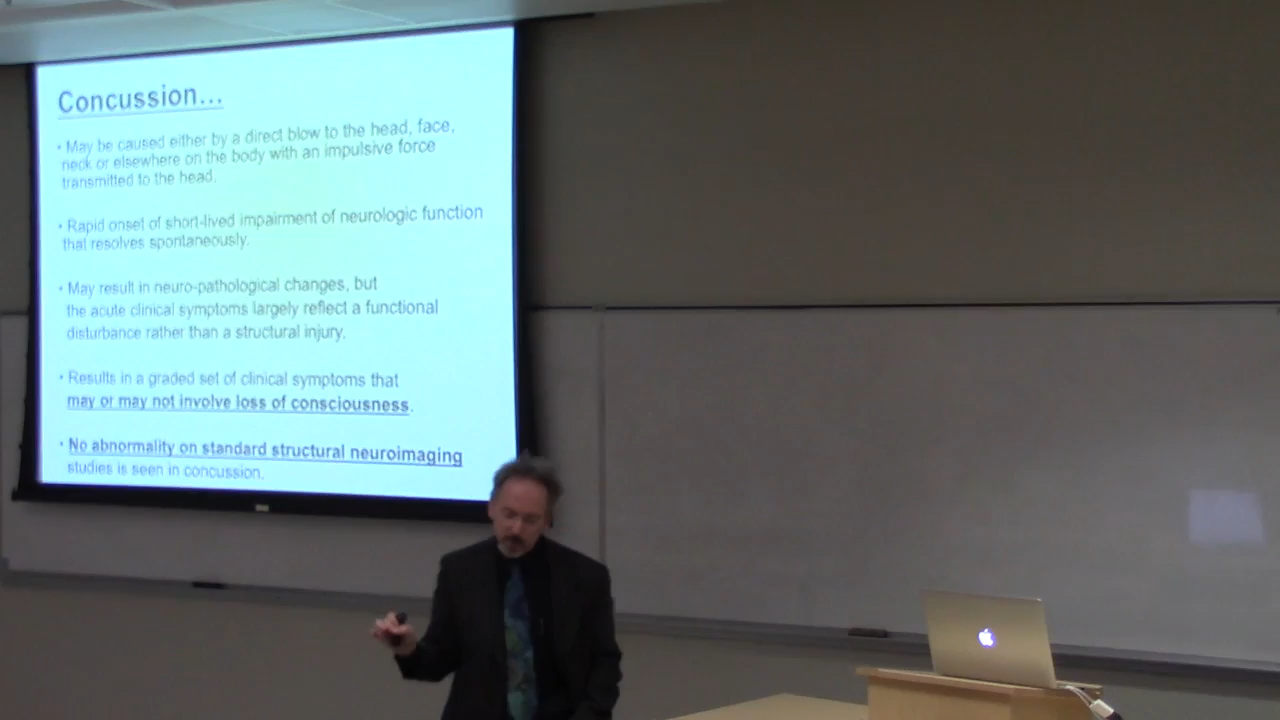 Concussion...
• May be caused either by a direct blow to the head, face,
neck or elsewhere on the body with an impulsive force
transmitted to the head.
• Rapid onset of short-lived impairment of neurologic function
that resolves spontaneously.
• May result in neuro-pathological changes, but
the acute clinical symptoms largely reflect a functional
disturbance rather than a structural injury.
• Results in a graded set of clinical symptoms that
may or may not involve loss of consciousness.
• No abnormality on standard structural neuroimaging
studies is seen in concussion.